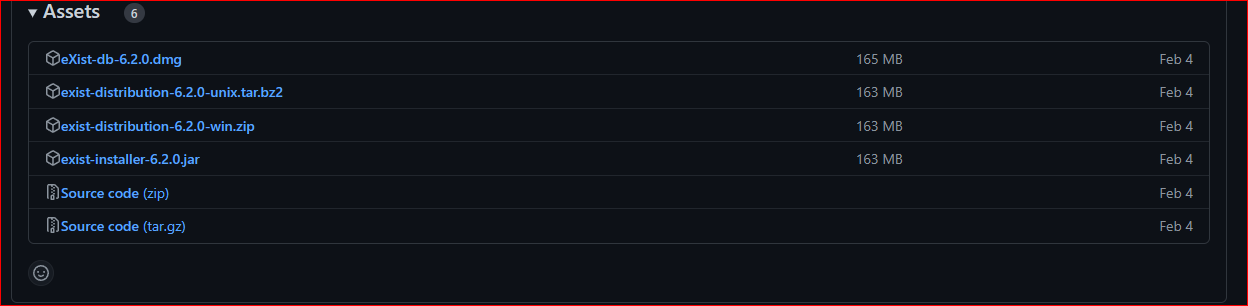 Assets 6
eXist-db-6.2.0.dmg 165 MB Feb 4
exist-distribution-6.2.0-unix.tar.bz2 163 MB Feb 4
exist-distribution-6.2.0-win.zip 163 MB Feb 4
exist-installer-6.2.0.jar 163 MB Feb 4
Source code (zip) Feb 4
Source code (tar.gz) Feb 4